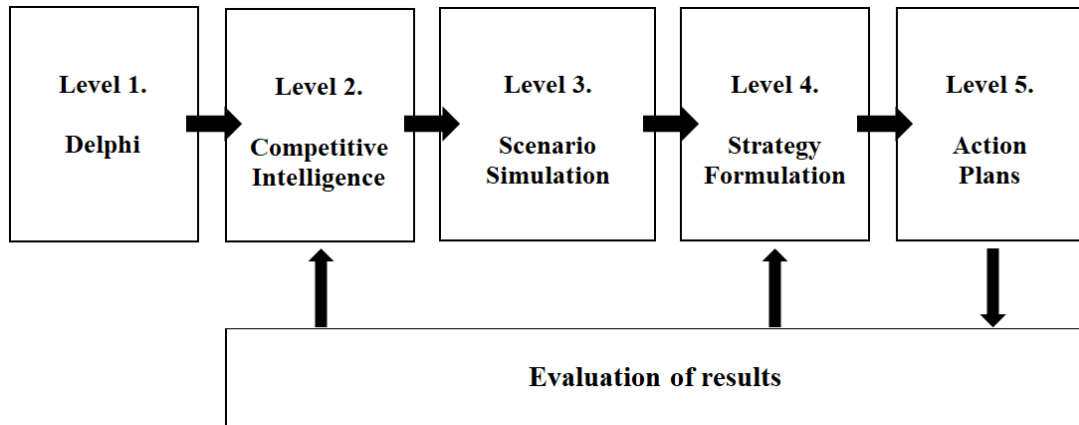 Level 1.
Delphi
Level 2.
Competitive
Intelligence
Level 3.
Scenario
Simulation
Level 4.
Strategy
Formulation
Level 5.
Action
Plans
Evaluation of results